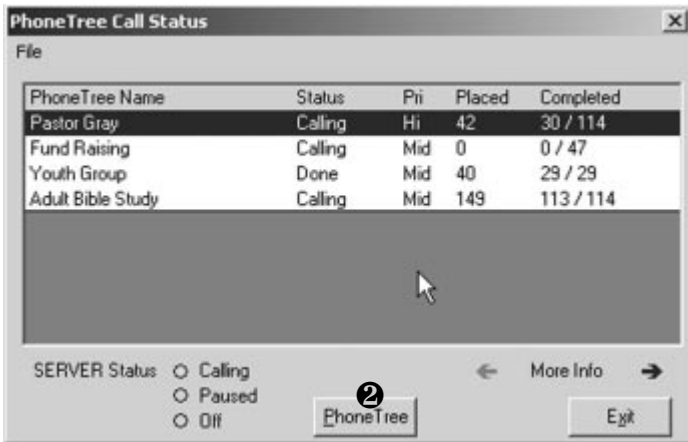 PhoneTree Call Status
File
PhoneTree Name Status Pri Placed Completed
Pastor Gray Calling Hi 42 30 / 114
Fund Raising Calling Mid 0 0 / 47
Youth Group Done Mid 40 29 / 29
Adult Bible Study Calling Mid 149 113 / 114
SERVER Status Calling More Info
Paused
Off
❷
PhoneTree Exit